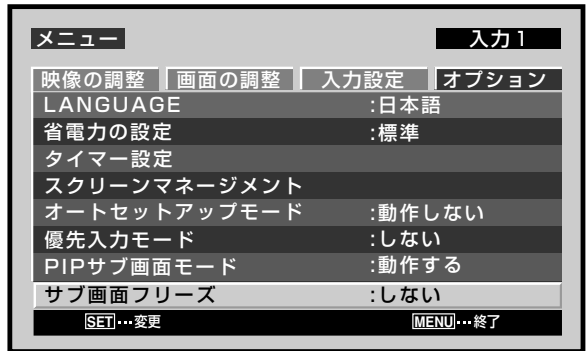 メニュー 入力1
映像の調整 画面の調整 入力設定 オプション
LANGUAGE :日本語
省電力の設定 :標準
タイマー設定
スクリーンマネージメント
オートセットアップモード :動作しない
優先入力モード :しない
PIPサブ画面モード :動作する
サブ画面フリーズ :しない
SET…変更 MENU…終了